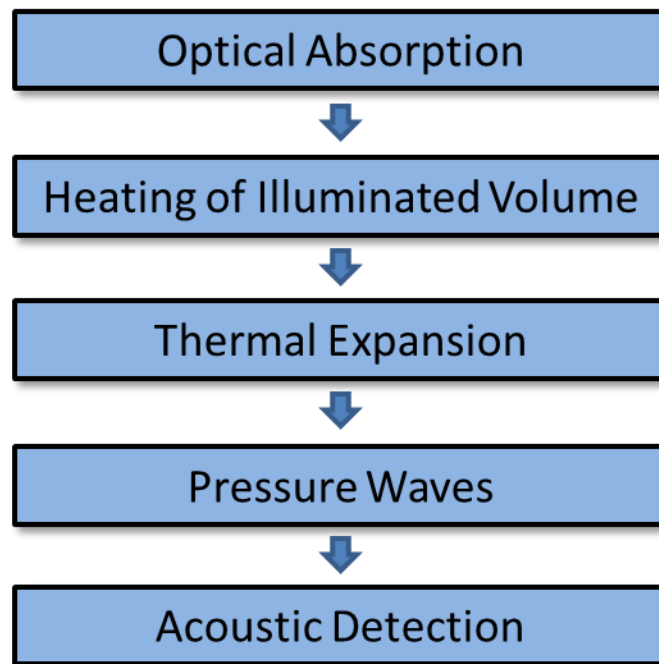 Optical Absorption
Heating of Illuminated Volume
Thermal Expansion
Pressure Waves
Acoustic Detection